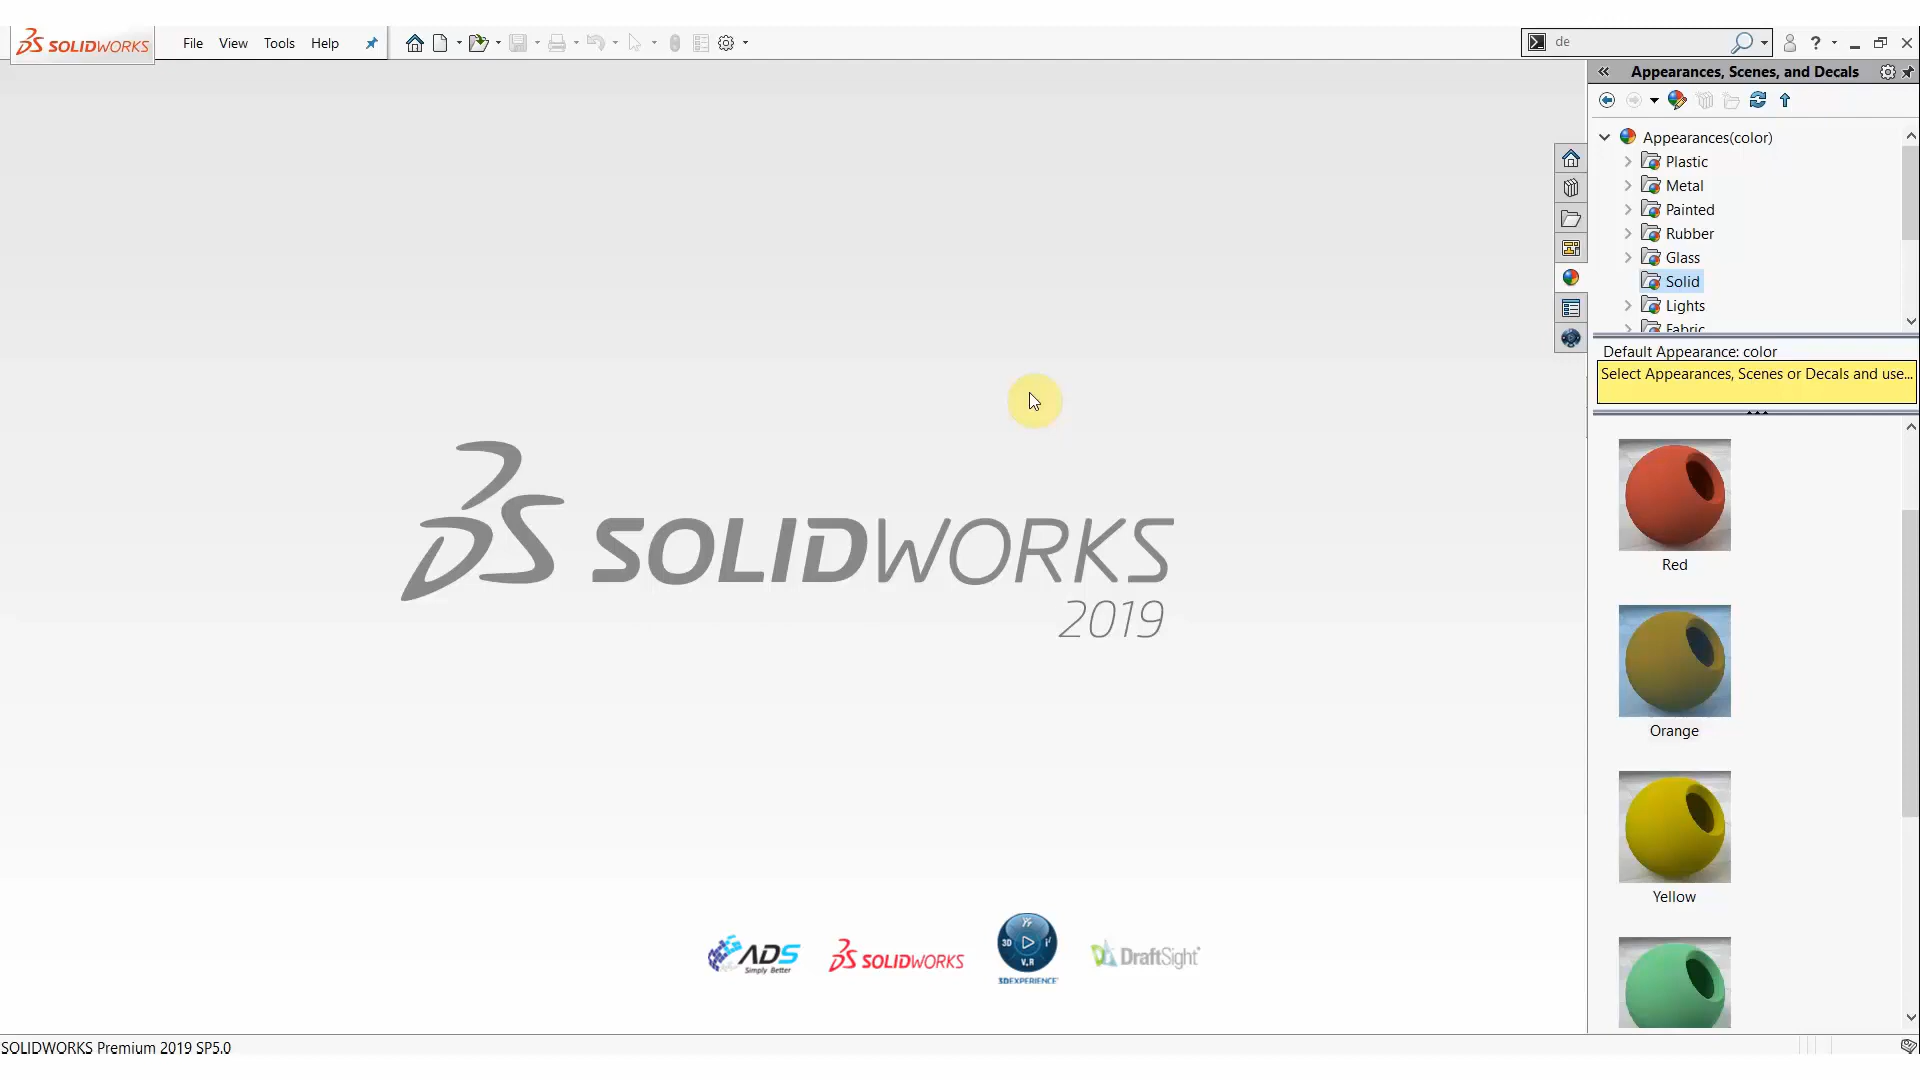 SOLIDWORKS
File View Tools Help
de
?
Appearances, Scenes, and Decals
Appearances(color)
Plastic
Metal
Painted
Rubber
Glass
Solid
Lights
Fabric
Default Appearance: color
Select Appearances, Scenes or Decals and use...
Red
Orange
Yellow
SOLIDWORKS
2019
ADS
Simply Better
SOLIDWORKS
3D
V.R
3DEXPERIENCE
DraftSight
SOLIDWORKS Premium 2019 SP5.0